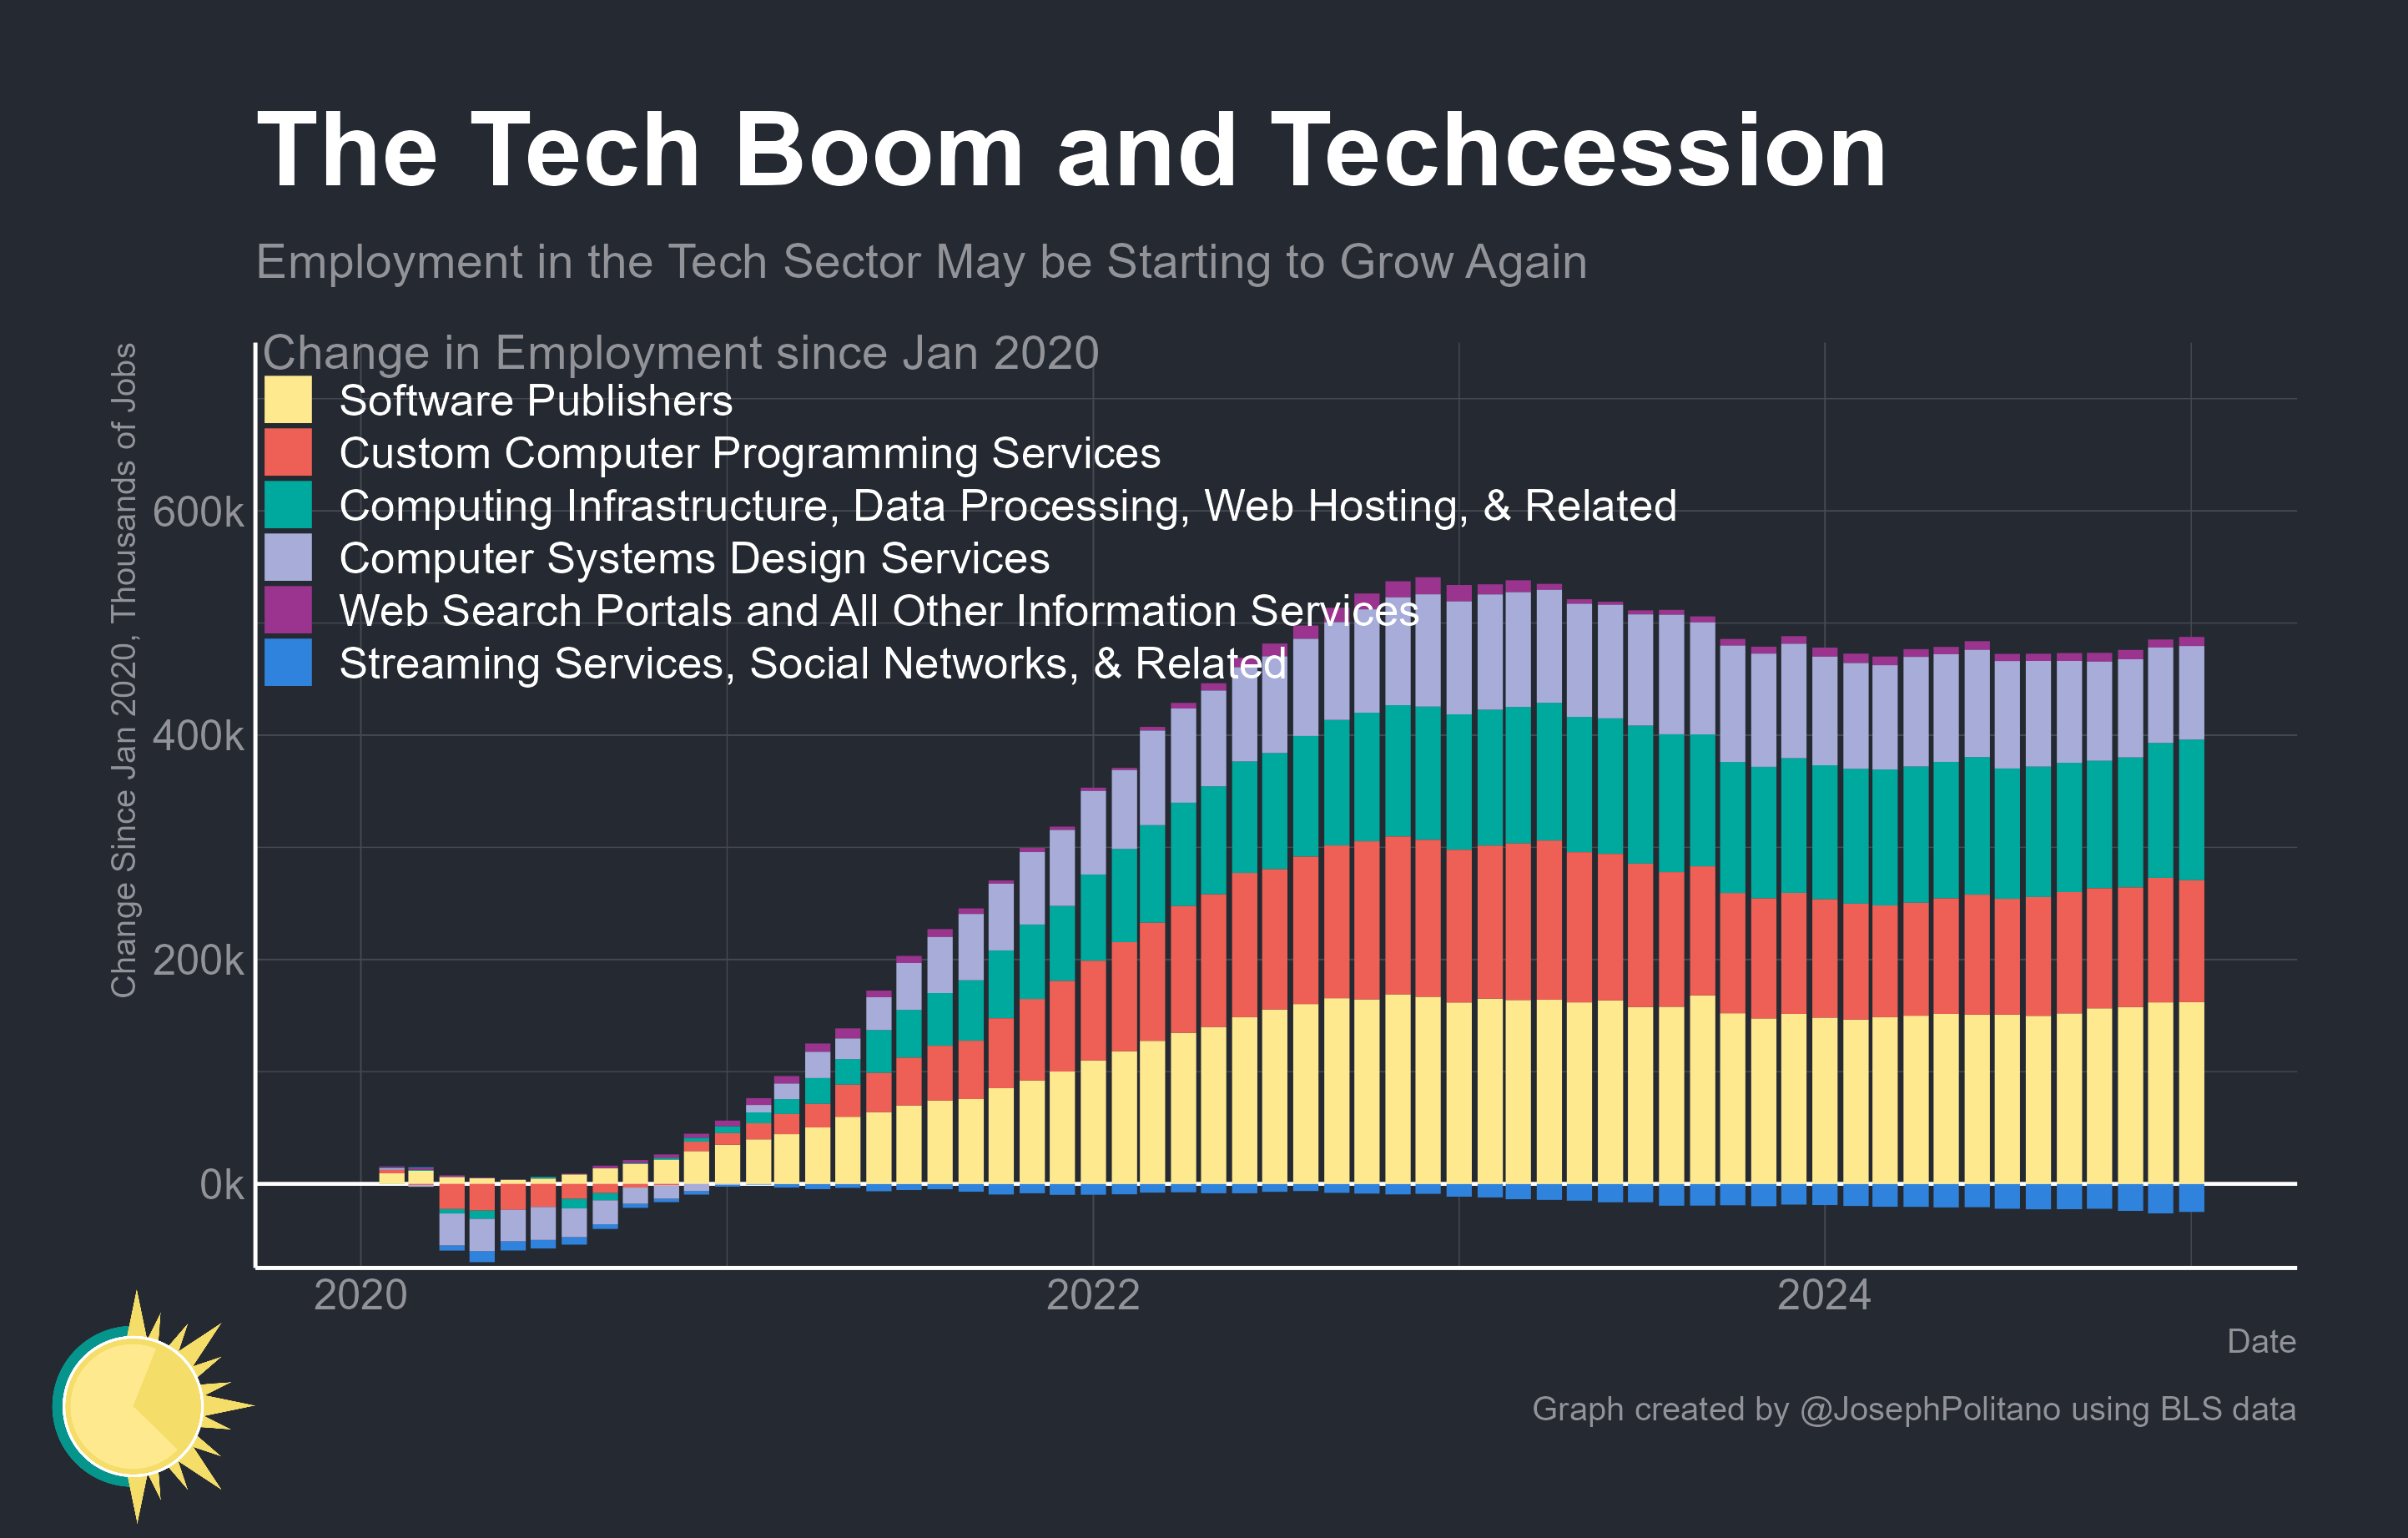 The Tech Boom and Techcession
Employment in the Tech Sector May be Starting to Grow Again
Change Since Jan 2020, Thousands of Jobs
Change in Employment since Jan 2020
Software Publishers
Custom Computer Programming Services
Computing Infrastructure, Data Processing, Web Hosting, & Related
Computer Systems Design Services
Web Search Portals and All Other Information Services
Streaming Services, Social Networks, & Related
600k
400k
200k
0k
2020 2022 2024
Date
Graph created by @JosephPolitano using BLS data